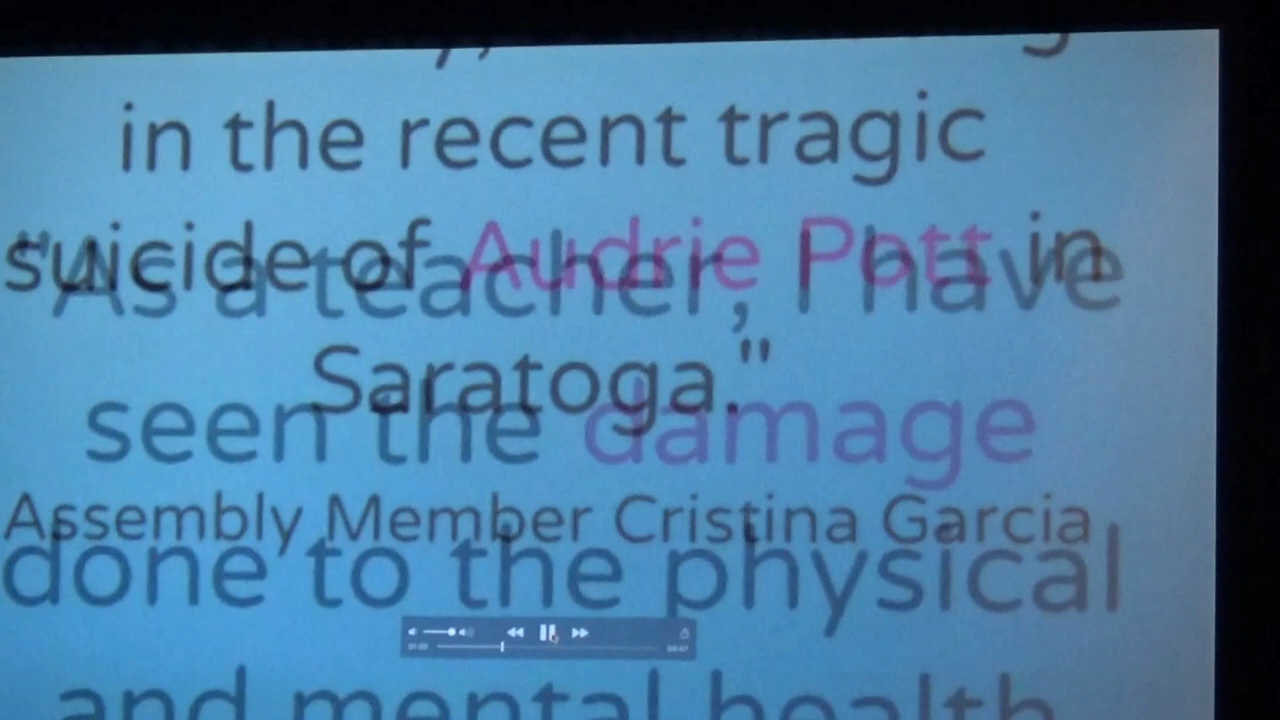 in the recent tragic
suicide of Audrie Pott in
"As a teacher, I have
Saratoga."
seen the damage
Assembly Member Cristina Garcia
done to the physical
and mental health